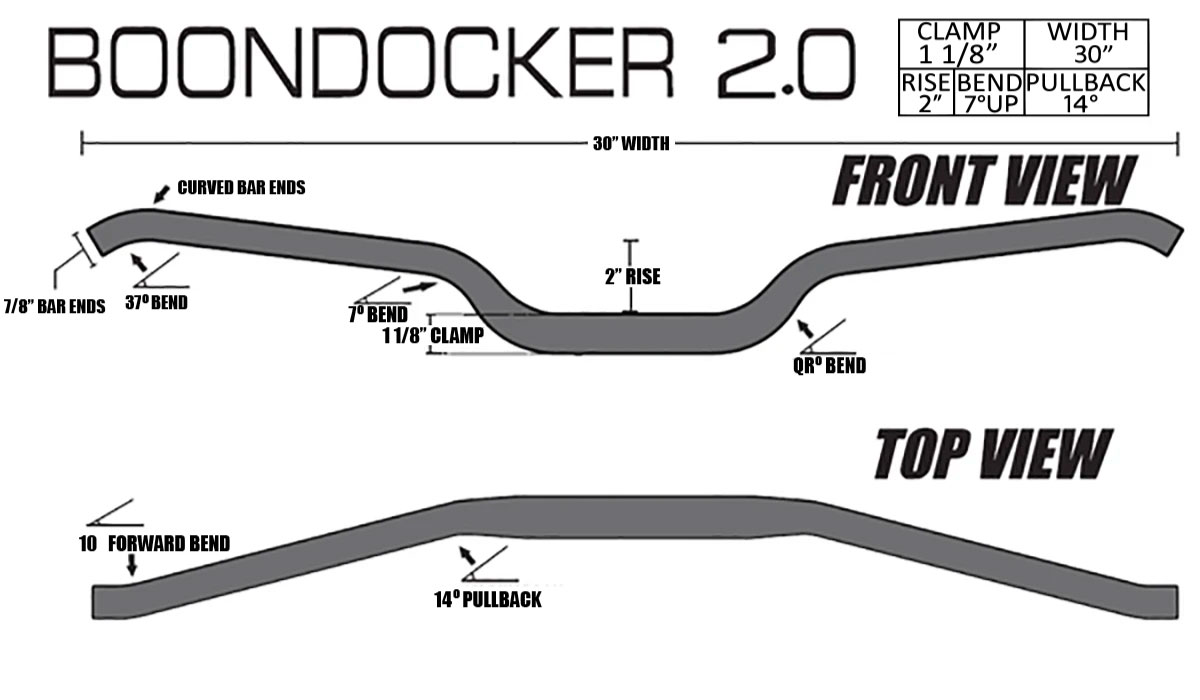 BOONDOCKER 2.0
CLAMP
1 1/8”
WIDTH
30”
RISE
2”
BEND
7°UP
PULLBACK
14°
30” WIDTH
FRONT VIEW
CURVED BAR ENDS
2” RISE
7/8” BAR ENDS
37° BEND
7° BEND
1 1/8” CLAMP
QR° BEND
TOP VIEW
10 FORWARD BEND
14° PULLBACK